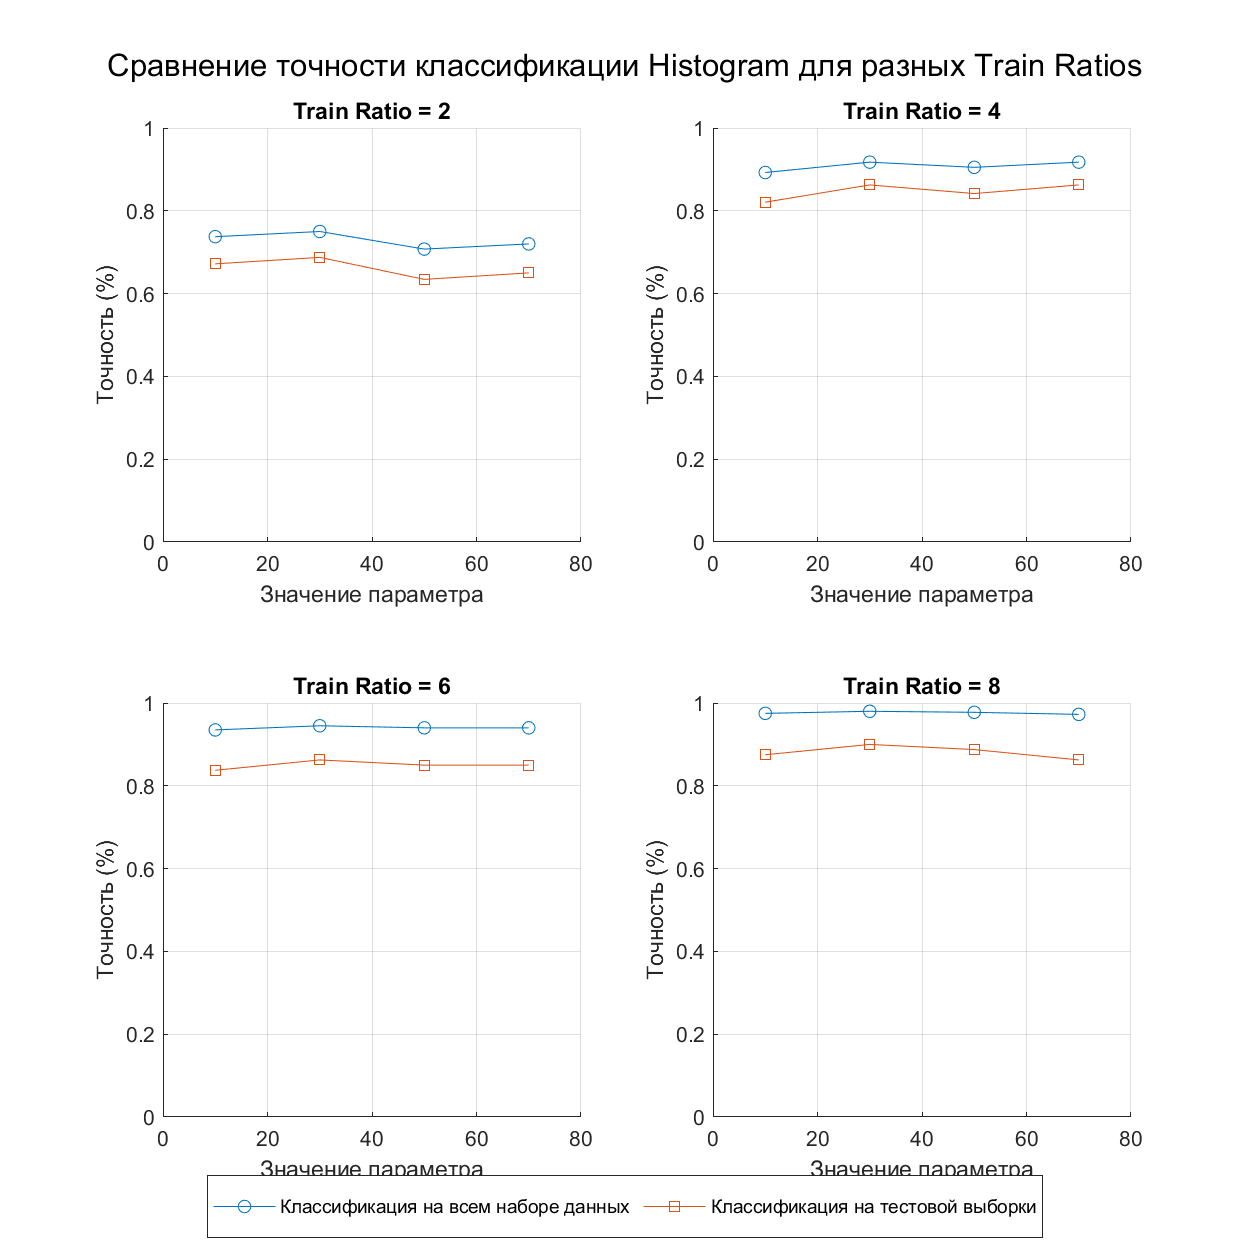 Сравнение точности классификации Histogram для разных Train Ratios
Train Ratio = 2
1
0.8
0.6
0.4
0.2
0
Точность (%)
0 20 40 60 80
Значение параметра
Train Ratio = 4
1
0.8
0.6
0.4
0.2
0
Точность (%)
0 20 40 60 80
Значение параметра
Train Ratio = 6
1
0.8
0.6
0.4
0.2
0
Точность (%)
0 20 40 60 80
Значение параметра
Train Ratio = 8
1
0.8
0.6
0.4
0.2
0
Точность (%)
0 20 40 60 80
Значение параметра
Классификация на всем наборе данных
Классификация на тестовой выборки